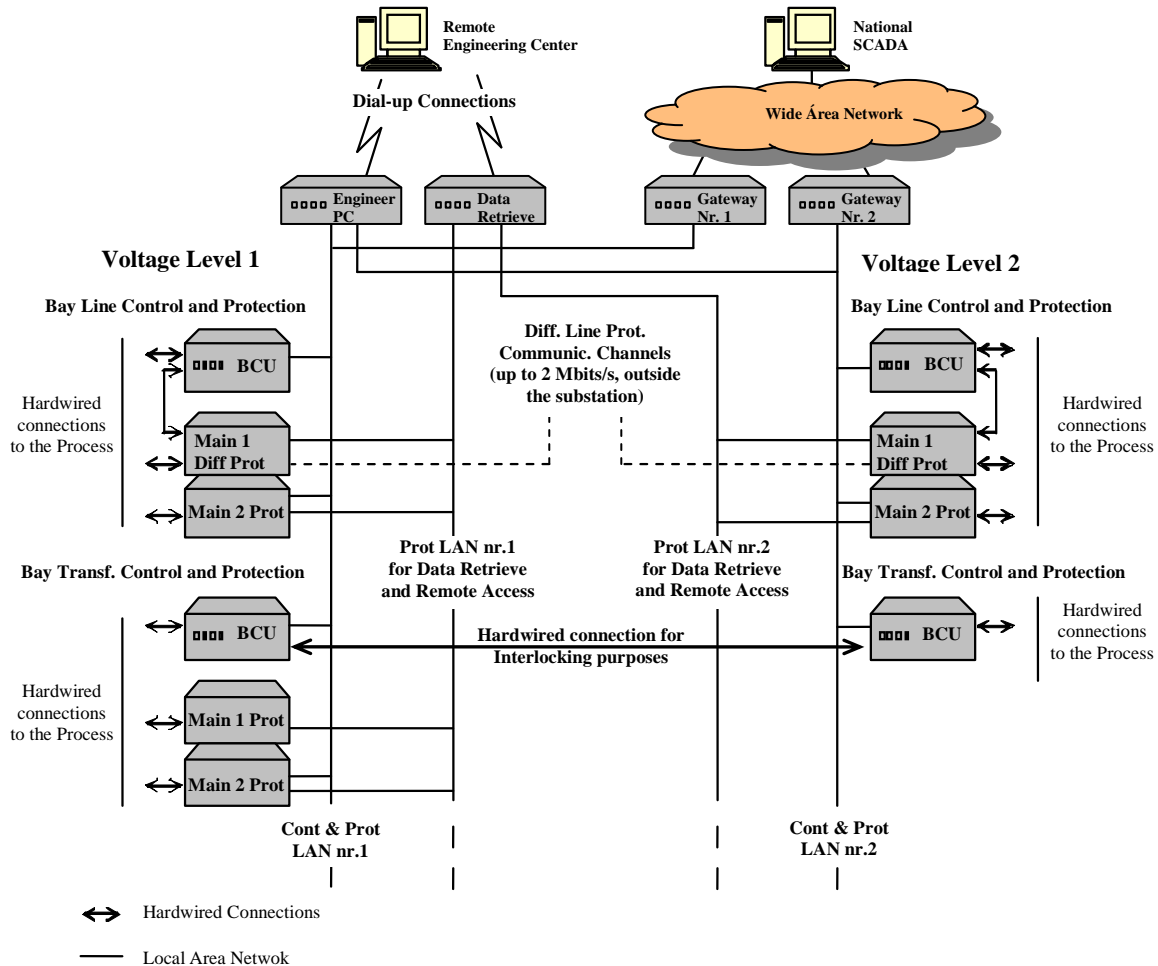 Remote
Engineering Center
National
SCADA
Dial-up Connections
Wide Área Network
Engineer
PC
Data
Retrieve
Gateway
Nr. 1
Gateway
Nr. 2
Voltage Level 1
Voltage Level 2
Bay Line Control and Protection
Bay Line Control and Protection
Diff. Line Prot.
Communic. Channels
(up to 2 Mbits/s, outside
the substation)
BCU
BCU
Hardwired
connections
to the Process
Hardwired
connections
to the Process
Main 1
Diff Prot
Main 1
Diff Prot
Main 2 Prot
Main 2 Prot
Prot LAN nr.1
for Data Retrieve
and Remote Access
Prot LAN nr.2
for Data Retrieve
and Remote Access
Bay Transf. Control and Protection
Bay Transf. Control and Protection
BCU
BCU
Hardwired connection for
Interlocking purposes
Hardwired
connections
to the Process
Hardwired
connections
to the Process
Main 1 Prot
Main 2 Prot
Cont & Prot
LAN nr.1
Cont & Prot
LAN nr.2
Hardwired Connections
Local Area Netwok